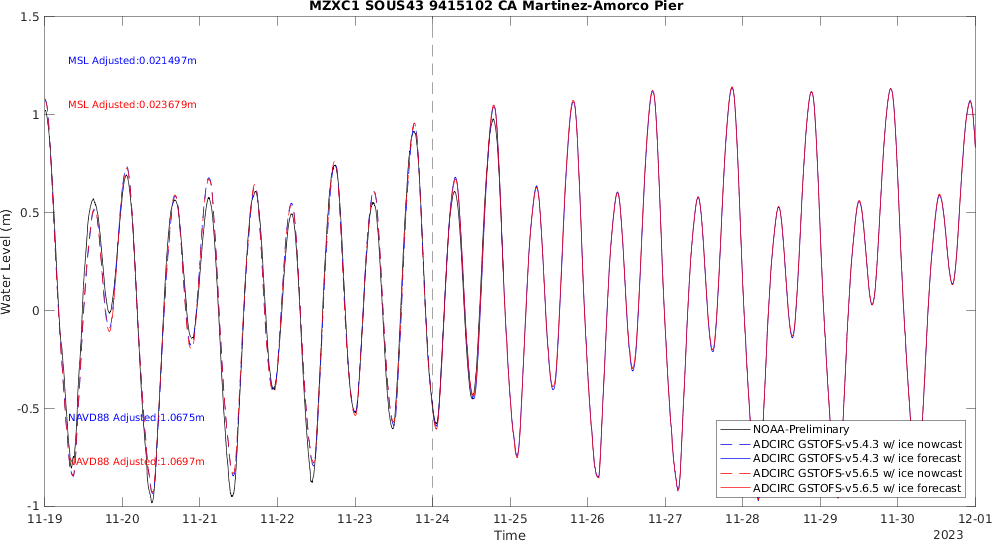 MZXC1 SOUS43 9415102 CA Martinez-Amorco Pier
1.5
MSL Adjusted:0.021497m
MSL Adjusted:0.023679m
1
0.5
Water Level (m)
0
-0.5
NAVD88 Adjusted:1.0675m
NAVD88 Adjusted:1.0697m
NOAA-Preliminary
ADCIRC GSTOFS-v5.4.3 w/ ice nowcast
ADCIRC GSTOFS-v5.4.3 w/ ice forecast
ADCIRC GSTOFS-v5.6.5 w/ ice nowcast
ADCIRC GSTOFS-v5.6.5 w/ ice forecast
-1
11-19 11-20 11-21 11-22 11-23 11-24 11-25 11-26 11-27 11-28 11-29 11-30 12-01
Time
2023